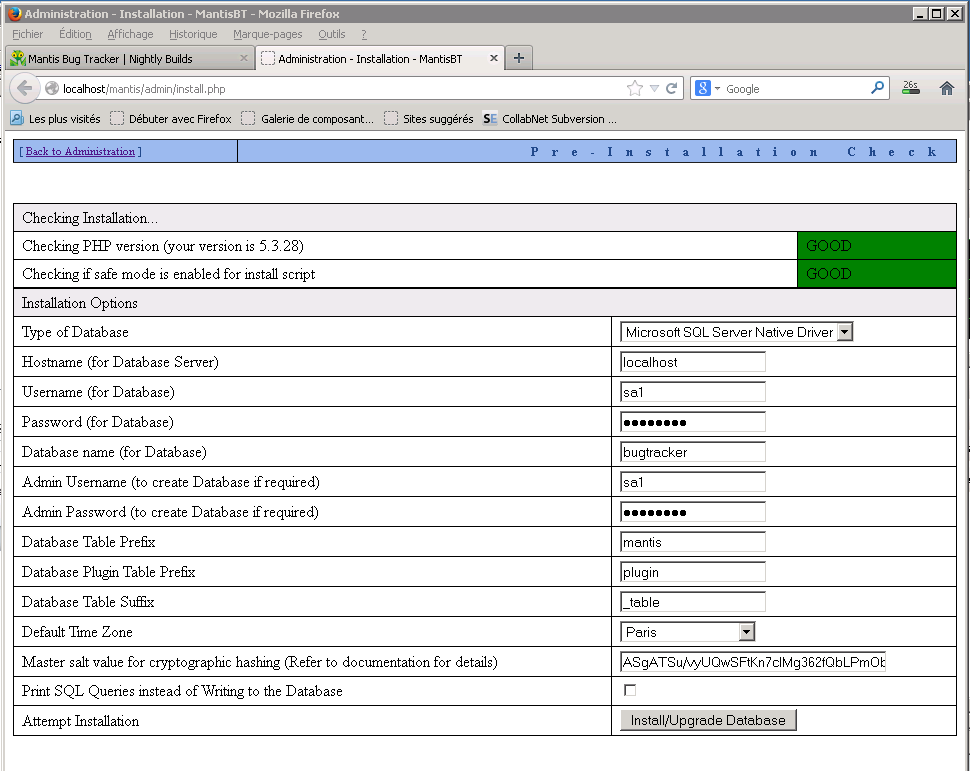 Administration - Installation - MantisBT - Mozilla Firefox
Fichier Édition Affichage Historique Marque-pages Outils ?
Mantis Bug Tracker | Nightly Builds × Administration - Installation - MantisBT × +
localhost/mantis/admin/install.php Google 26s
Les plus visités Débuter avec Firefox Galerie de composant... Sites suggérés SE CollabNet Subversion ...
[ Back to Administration ] Pre-Installation Check
Checking Installation...
Checking PHP version (your version is 5.3.28) GOOD
Checking if safe mode is enabled for install script GOOD
Installation Options
Type of Database Microsoft SQL Server Native Driver
Hostname (for Database Server) localhost
Username (for Database) sa1
Password (for Database) ●●●●●●●●
Database name (for Database) bugtracker
Admin Username (to create Database if required) sa1
Admin Password (to create Database if required) ●●●●●●●●
Database Table Prefix mantis
Database Plugin Table Prefix plugin
Database Table Suffix _table
Default Time Zone Paris
Master salt value for cryptographic hashing (Refer to documentation for details)
Print SQL Queries instead of Writing to the Database
Attempt Installation Install/Upgrade Database